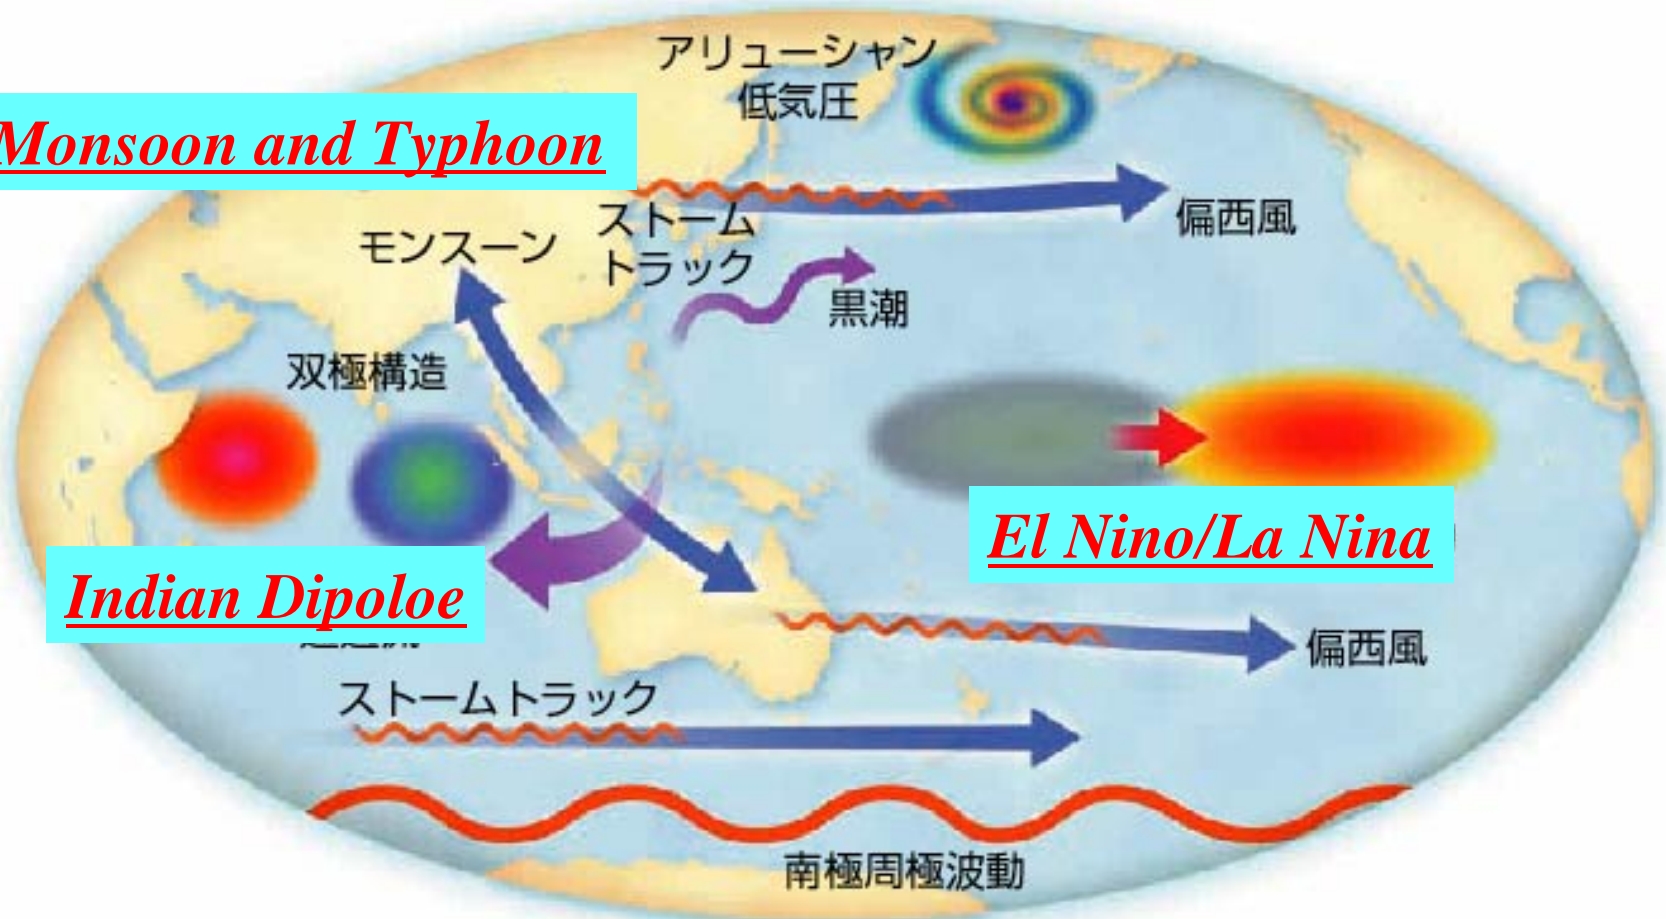 アリューシャン
低気圧
Monsoon and Typhoon
偏西風
ストーム
トラック
モンスーン
黒潮
双極構造
El Nino/La Nina
Indian Dipoloe
偏西風
ストームトラック
南極周極波動